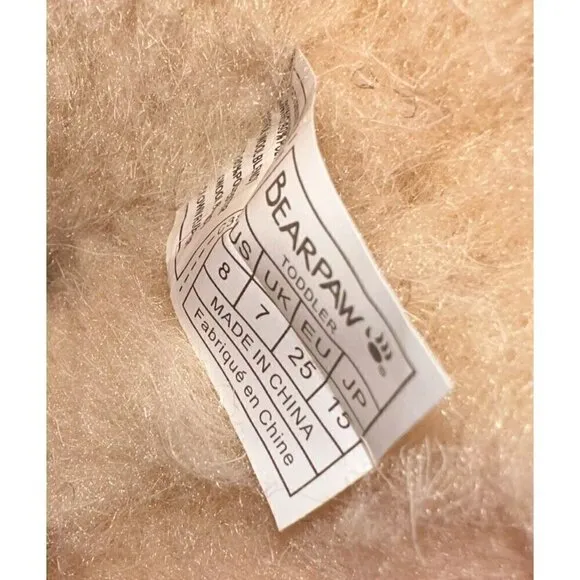 BEARPAW ®
TODDLER
US UK EU JP
8 7 25 15
MADE IN CHINA
Fabriqué en Chine